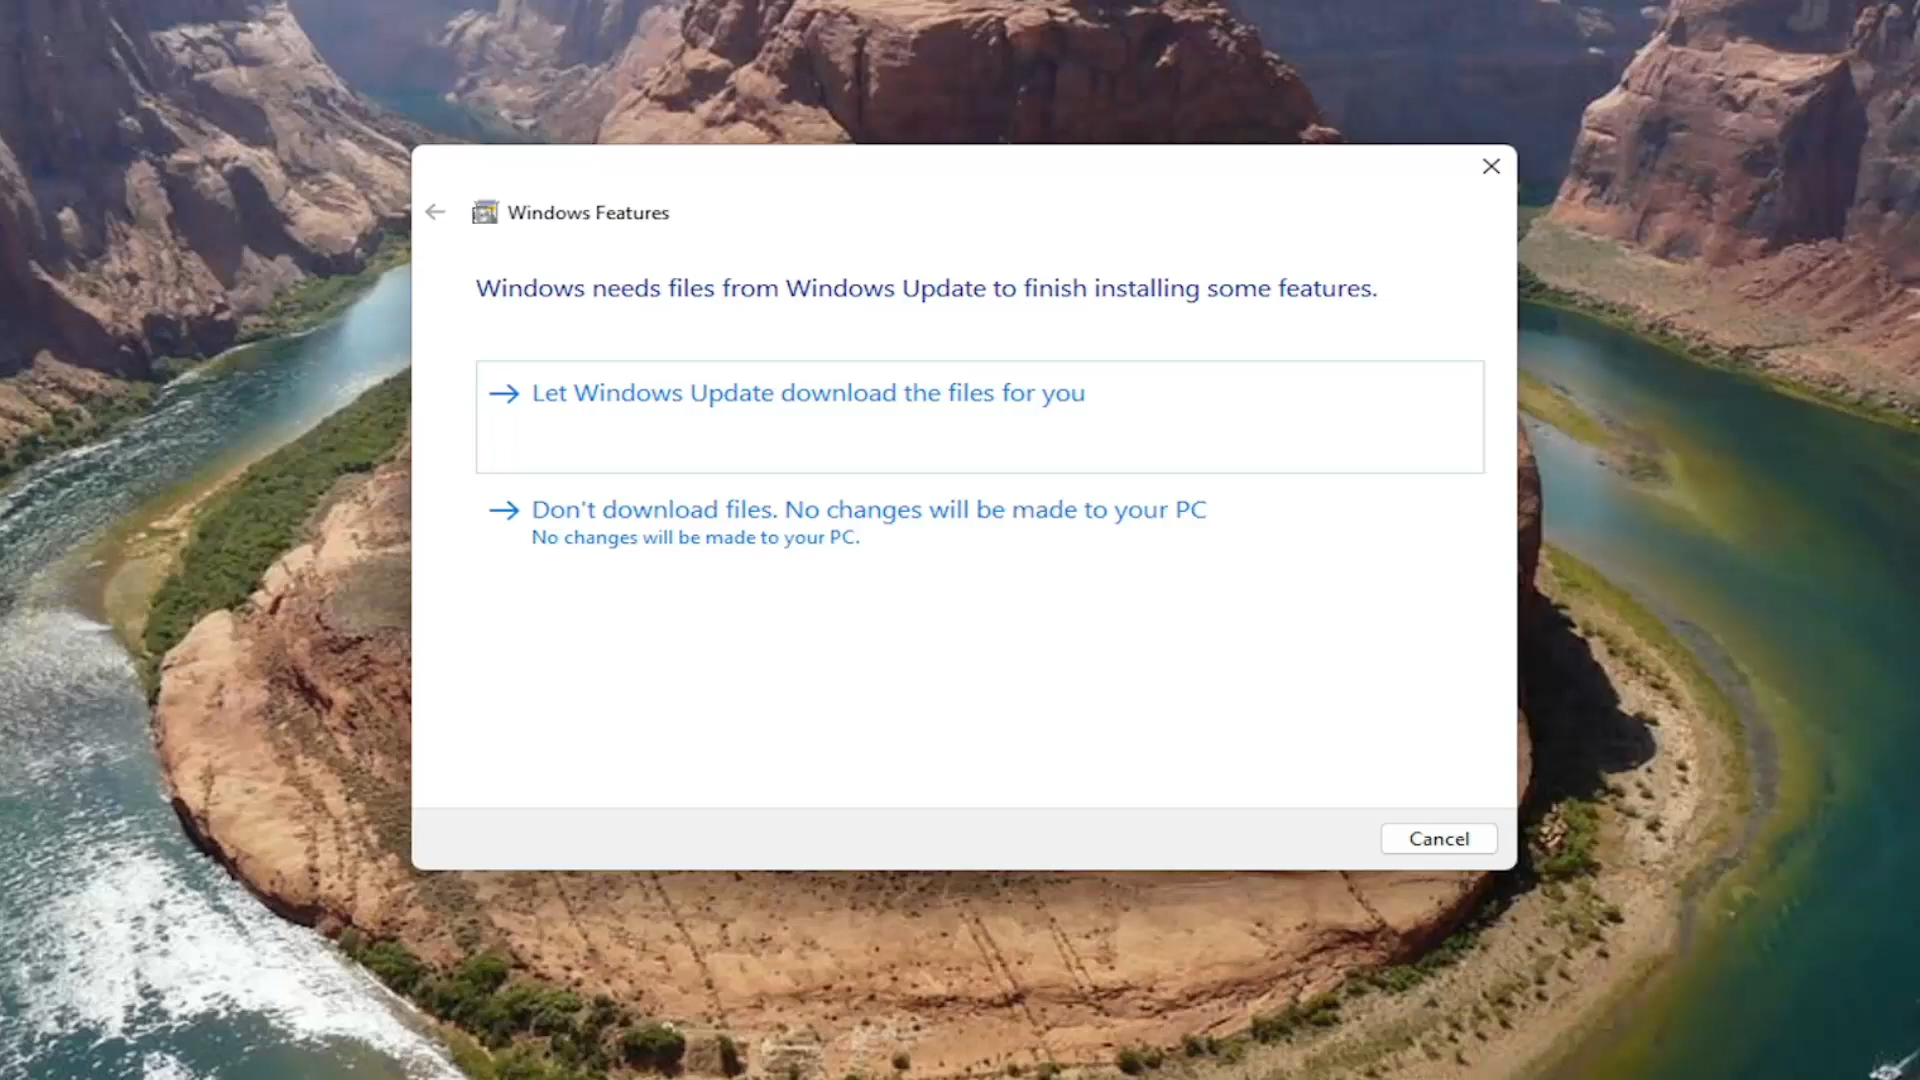 Windows Features
Windows needs files from Windows Update to finish installing some features.
Let Windows Update download the files for you
Don't download files. No changes will be made to your PC
No changes will be made to your PC.
Cancel